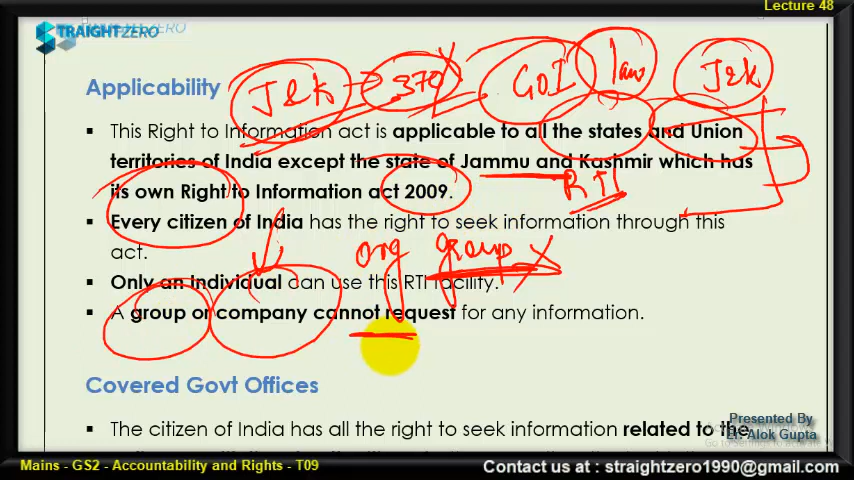 Lecture 48
STRAIGHTZERO
Applicability
J&K 370 GOI law J&K
▪ This Right to Information act is applicable to all the states and Union
territories of India except the state of Jammu and Kashmir which has
its own Right to Information act 2009.
RTI
▪ Every citizen of India has the right to seek information through this
act.
org group
▪ Only an Individual can use this RTI facility.
▪ A group or company cannot request for any information.
Covered Govt Offices
▪ The citizen of India has all the right to seek information related to the
Presented By
Er. Alok Gupta
Mains - GS2 - Accountability and Rights - T09
Contact us at : straightzero1990@gmail.com